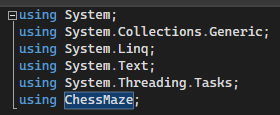 using System;
using System.Collections.Generic;
using System.Linq;
using System.Text;
using System.Threading.Tasks;
using ChessMaze;